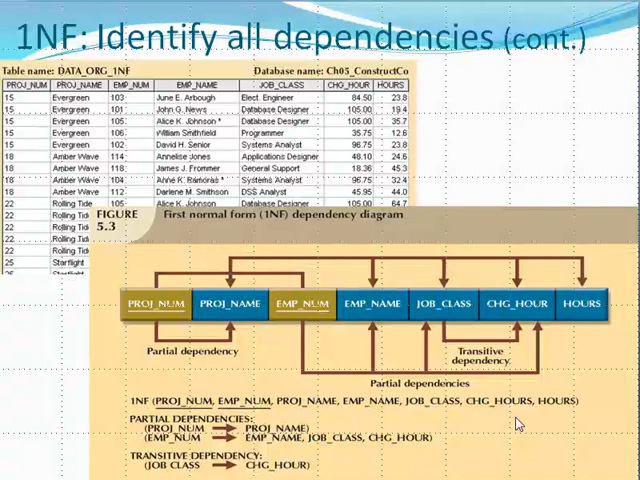 1NF: Identify all dependencies (cont.)
Table name: DATA_ORG_1NF Database name: Ch05_ConstructCo
PROJ_NUM PROJ_NAME EMP_NUM EMP_NAME JOB_CLASS CHG_HOUR HOURS
15 Evergreen 103 June E. Arbough Elect. Engineer 84.50 23.8
15 Evergreen 101 John G. News Database Designer 105.00 19.4
15 Evergreen 105 Alice K. Johnson * Database Designer 105.00 35.7
15 Evergreen 106 William Smithfield Programmer 35.75 12.6
15 Evergreen 102 David H. Senior Systems Analyst 96.75 23.8
18 Amber Wave 114 Annelise Jones Applications Designer 48.10 24.6
18 Amber Wave 118 James J. Frommer General Support 18.36 45.3
18 Amber Wave 104 Anne K. Ramoras * Systems Analyst 96.75 32.4
18 Amber Wave 112 Darlene M. Smithson DSS Analyst 45.95 44.0
22 Rolling Tide 105 Alice K. Johnson Database Designer 105.00 64.7
22 Rolling Tid
22 Rolling Tid
22 Rolling Tid
22 Rolling Tid
25 Starflight
FIGURE 5.3
First normal form (1NF) dependency diagram
PROJ_NUM PROJ_NAME EMP_NUM EMP_NAME JOB_CLASS CHG_HOUR HOURS
Partial dependency
Transitive
dependency
Partial dependencies
1NF (PROJ_NUM, EMP_NUM, PROJ_NAME, EMP_NAME, JOB_CLASS, CHG_HOURS, HOURS)
PARTIAL DEPENDENCIES:
(PROJ_NUM PROJ_NAME)
(EMP_NUM EMP_NAME, JOB_CLASS, CHG_HOUR)
TRANSITIVE DEPENDENCY:
(JOB CLASS CHG_HOUR)